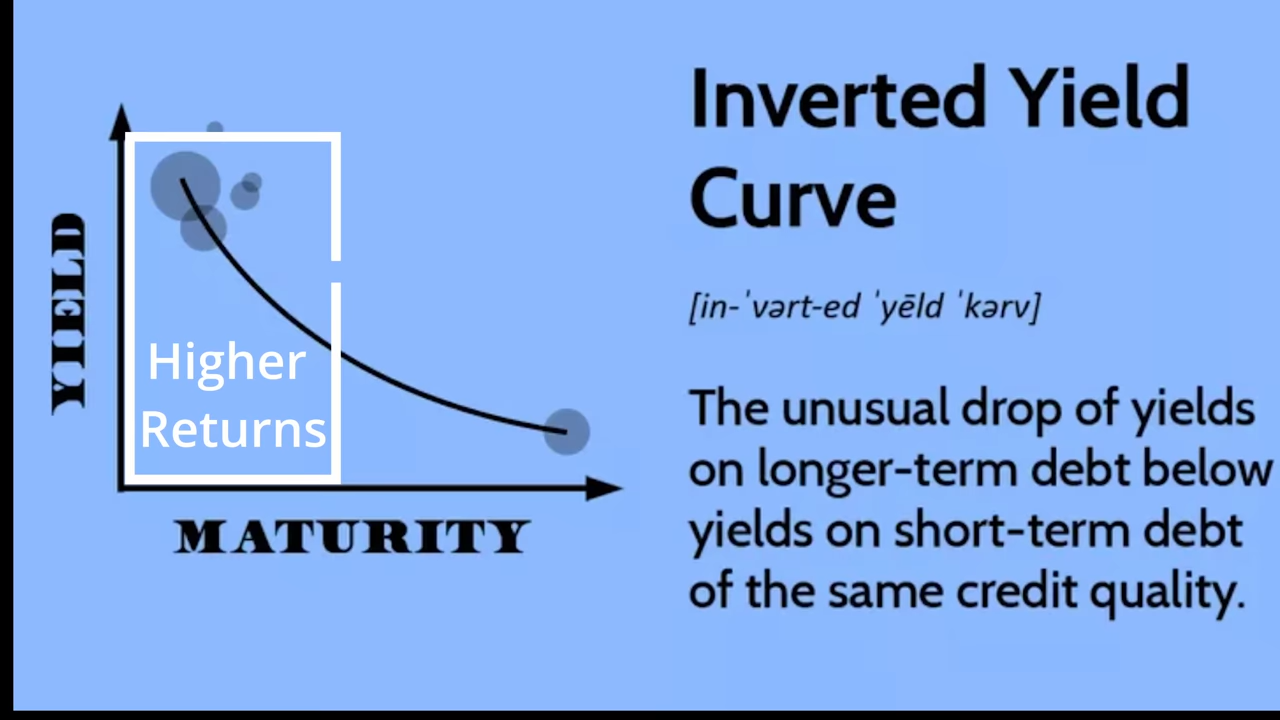 YIELD
Higher
Returns
MATURITY
Inverted Yield
Curve
[in-ˈvərt-ed ˈyēld ˈkərv]
The unusual drop of yields
on longer-term debt below
yields on short-term debt
of the same credit quality.